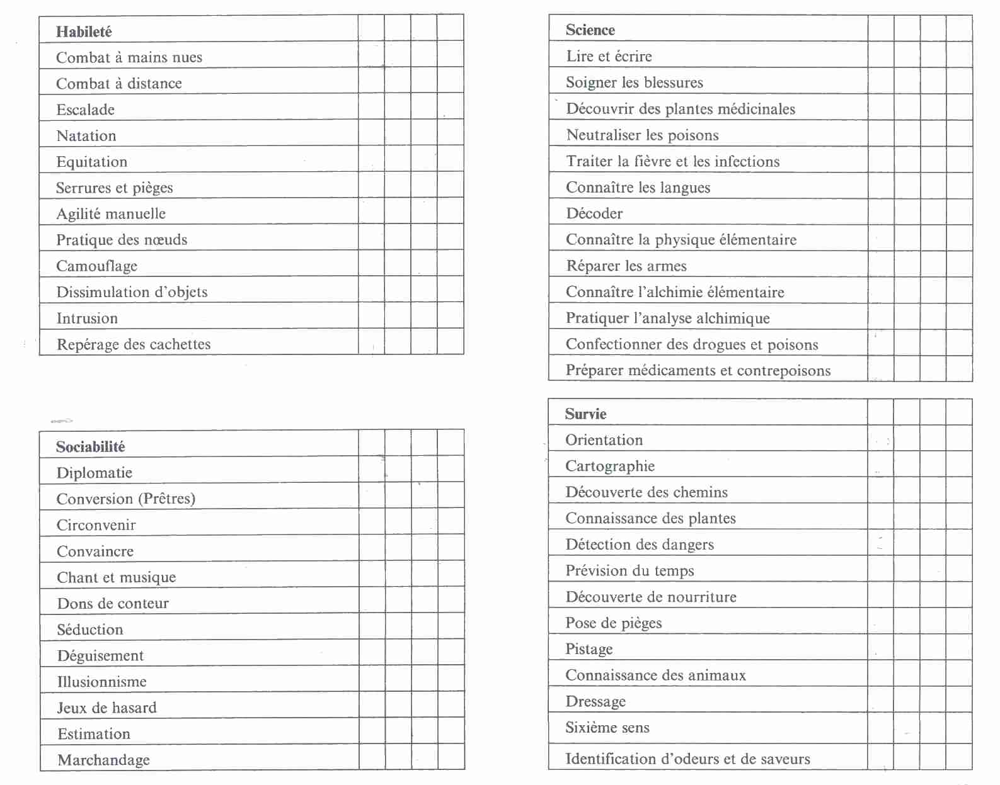 Habileté
Combat à mains nues
Combat à distance
Escalade
Natation
Equitation
Serrures et pièges
Agilité manuelle
Pratique des nœuds
Camouflage
Dissimulation d'objets
Intrusion
Repérage des cachettes
Sociabilité
Diplomatie
Conversion (Prêtres)
Circonvenir
Convaincre
Chant et musique
Dons de conteur
Séduction
Déguisement
Illusionnisme
Jeux de hasard
Estimation
Marchandage
Science
Lire et écrire
Soigner les blessures
Découvrir des plantes médicinales
Neutraliser les poisons
Traiter la fièvre et les infections
Connaître les langues
Décoder
Connaître la physique élémentaire
Réparer les armes
Connaître l'alchimie élémentaire
Pratiquer l'analyse alchimique
Confectionner des drogues et poisons
Préparer médicaments et contrepoisons
Survie
Orientation
Cartographie
Découverte des chemins
Connaissance des plantes
Détection des dangers
Prévision du temps
Découverte de nourriture
Pose de pièges
Pistage
Connaissance des animaux
Dressage
Sixième sens
Identification d'odeurs et de saveurs